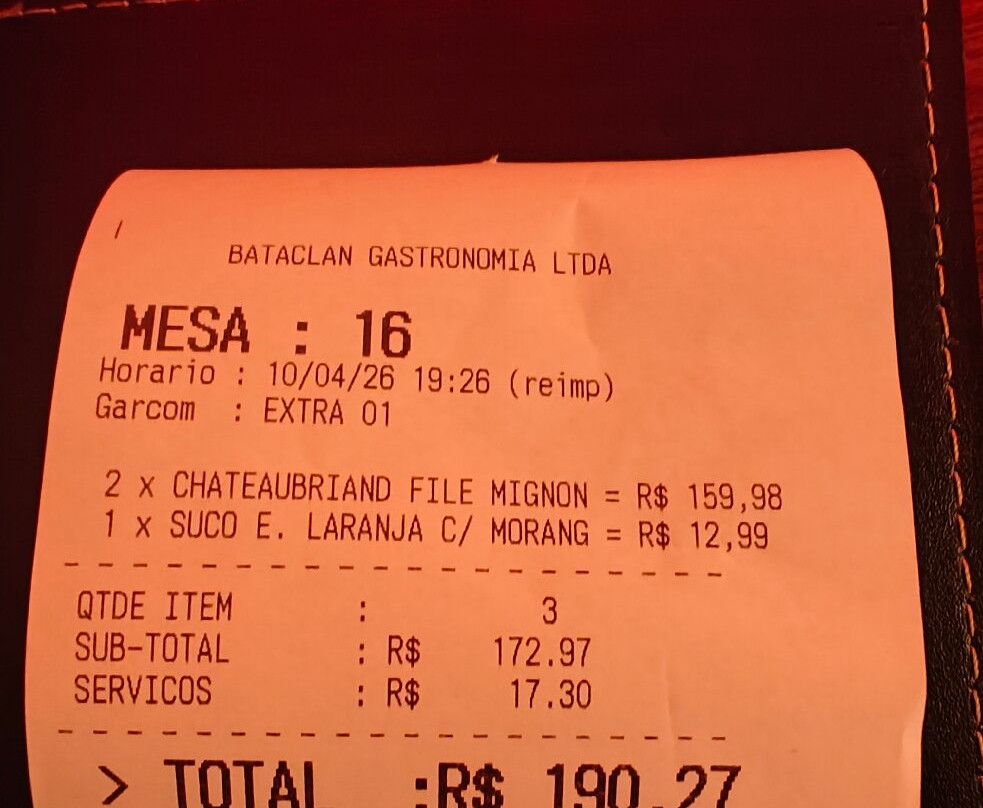 BATACLAN GASTRONOMIA LTDA
MESA : 16
Horario : 10/04/26 19:26 (reimp)
Garcom : EXTRA 01
2 x CHATEAUBRIAND FILE MIGNON = R$ 159,98
1 x SUCO E. LARANJA C/ MORANG = R$ 12,99
- - - - - - - - - - - - - - - - - - - - - -
QTDE ITEM : 3
SUB-TOTAL : R$ 172.97
SERVICOS : R$ 17.30
- - - - - - - - - - - - - - - - - - - - - -
> TOTAL :R$ 190.27